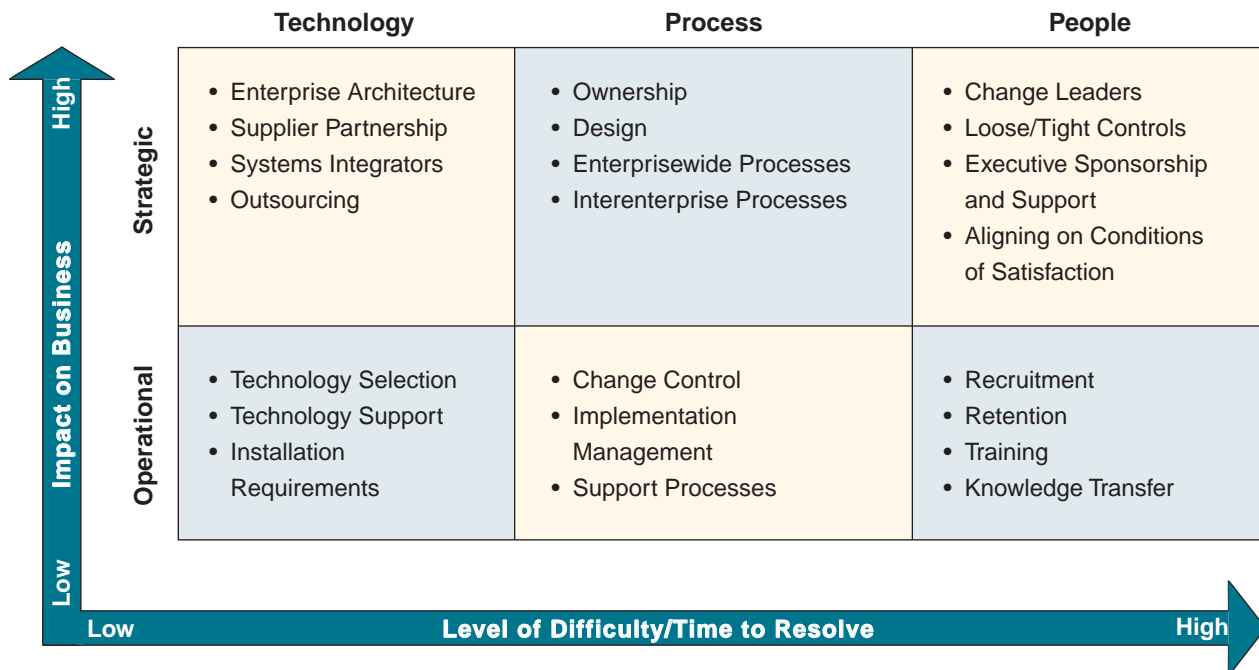 Technology
Process
People
High
Impact on Business
Low
Strategic
• Enterprise Architecture
• Supplier Partnership
• Systems Integrators
• Outsourcing
• Ownership
• Design
• Enterprisewide Processes
• Interenterprise Processes
• Change Leaders
• Loose/Tight Controls
• Executive Sponsorship
and Support
• Aligning on Conditions
of Satisfaction
Operational
• Technology Selection
• Technology Support
• Installation
Requirements
• Change Control
• Implementation
Management
• Support Processes
• Recruitment
• Retention
• Training
• Knowledge Transfer
Low
Level of Difficulty/Time to Resolve
High